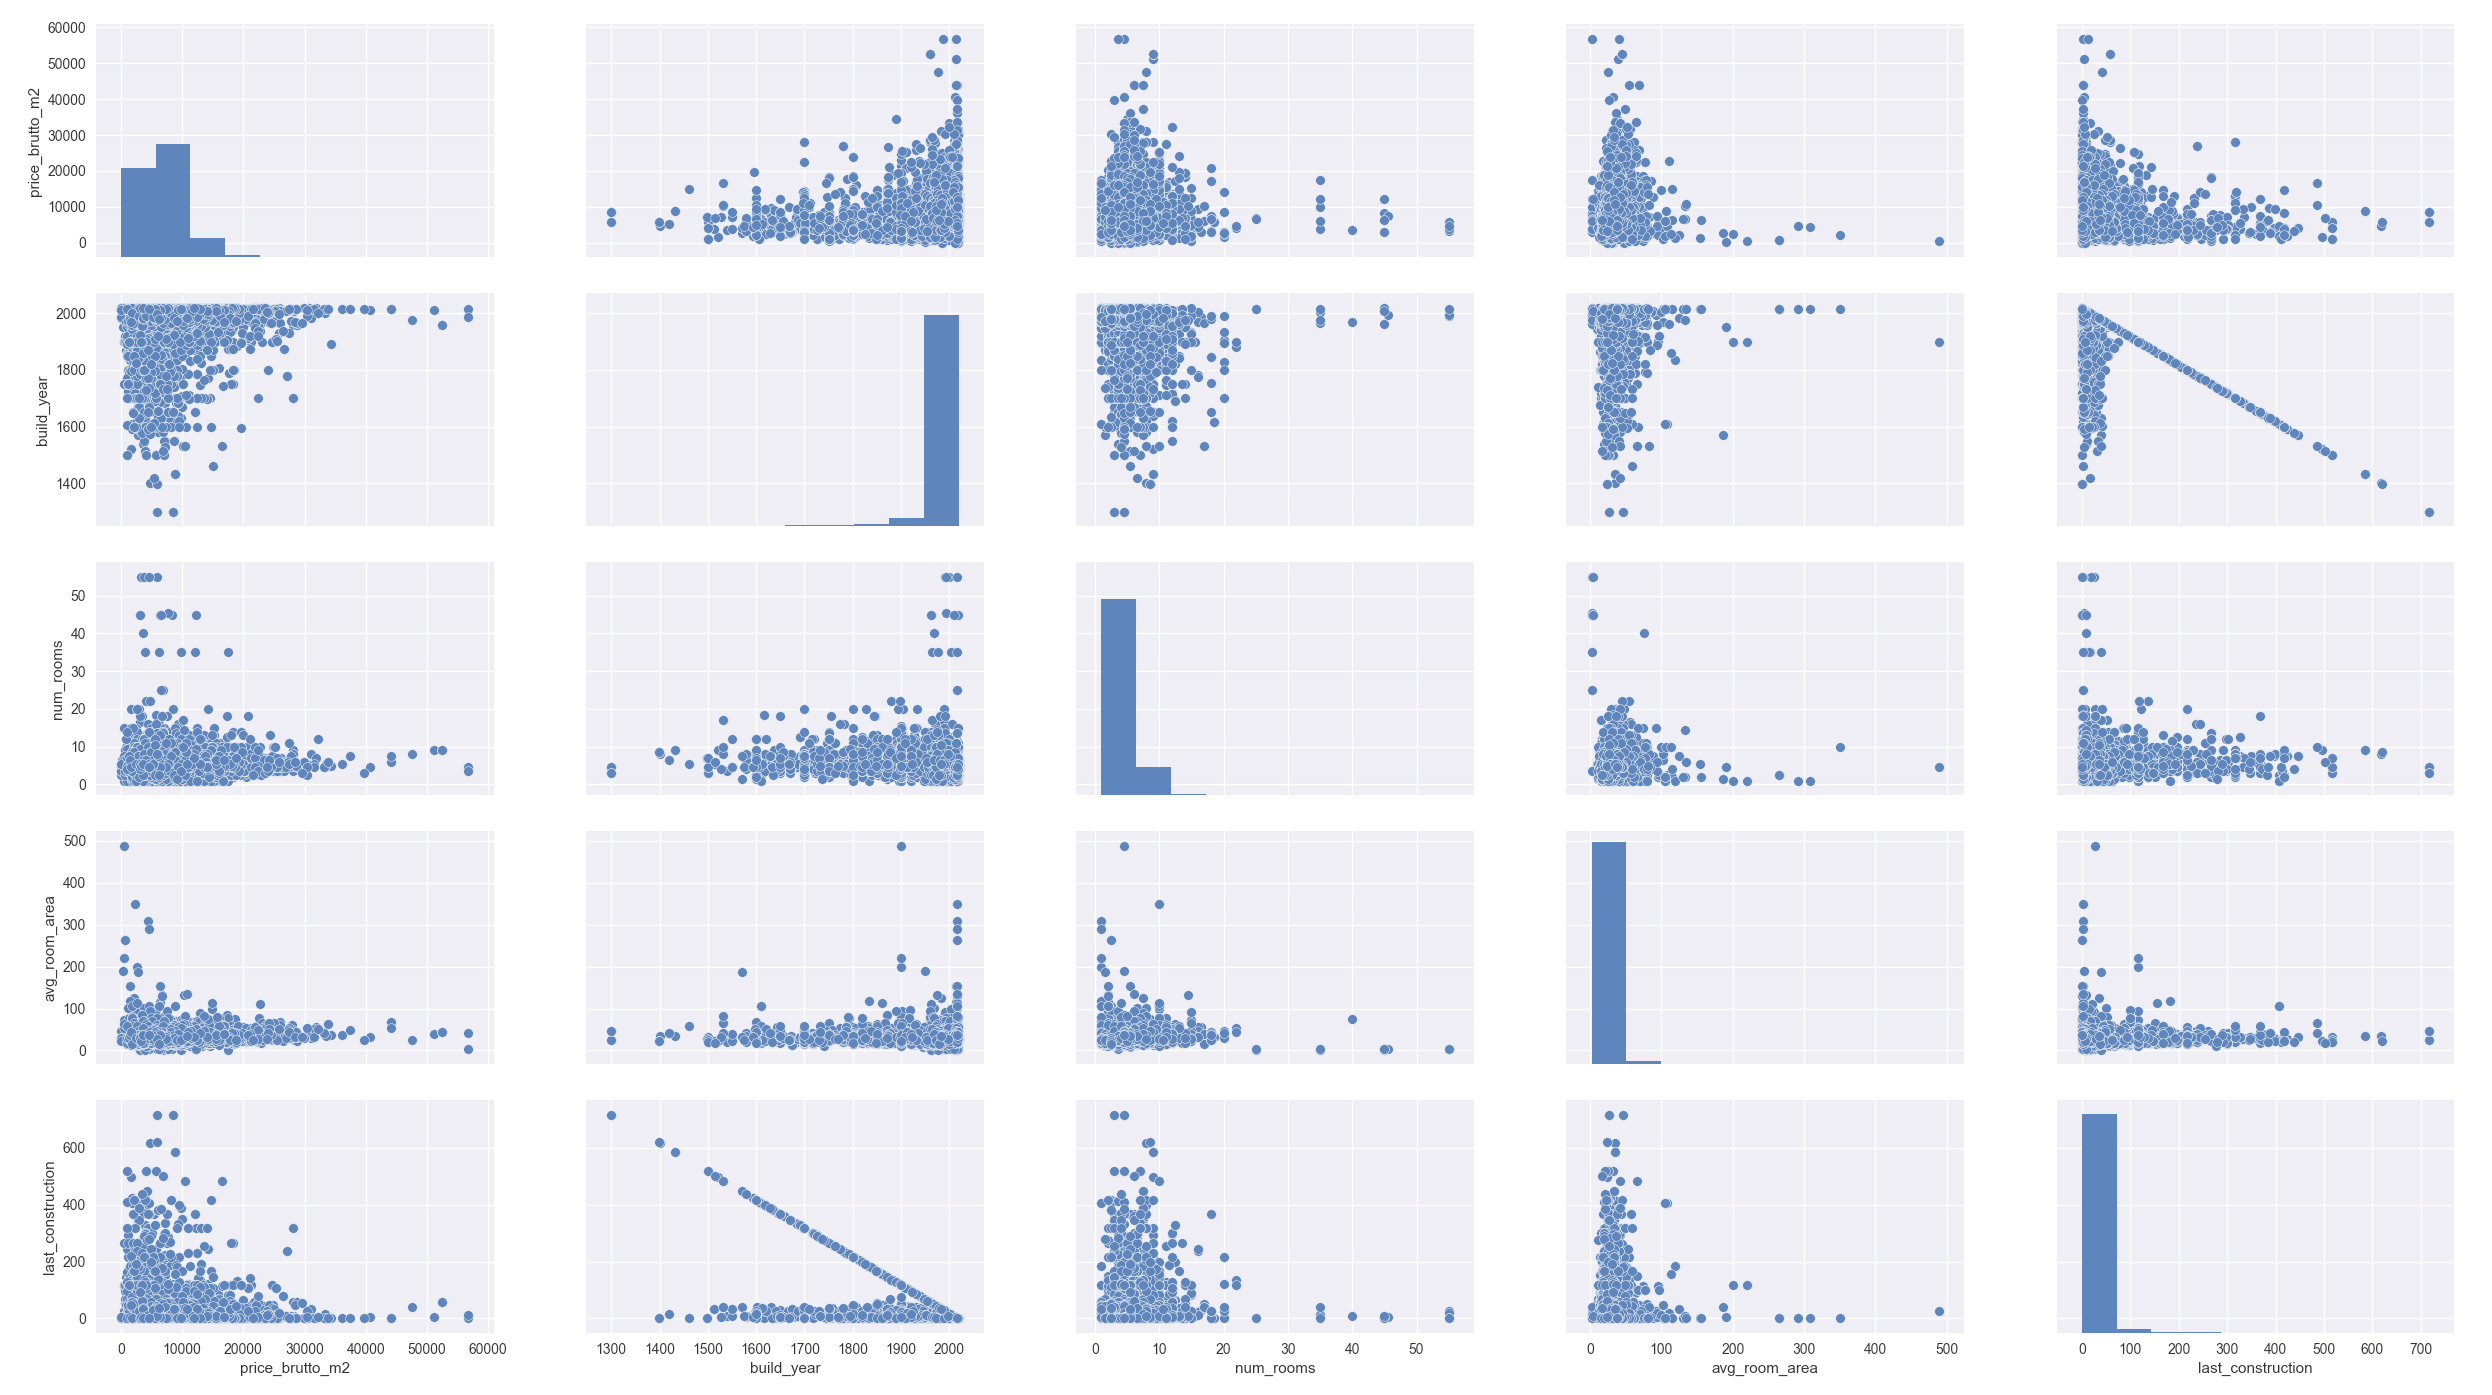 60000
50000
40000
30000
20000
10000
0
price_brutto_m2
2000
1800
1600
1400
build_year
50
40
30
20
10
0
num_rooms
500
400
300
200
100
0
avg_room_area
600
400
200
0
last_construction
0 10000 20000 30000 40000 50000 60000
price_brutto_m2
1300 1400 1500 1600 1700 1800 1900 2000
build_year
0 10 20 30 40 50
num_rooms
0 100 200 300 400 500
avg_room_area
0 100 200 300 400 500 600 700
last_construction